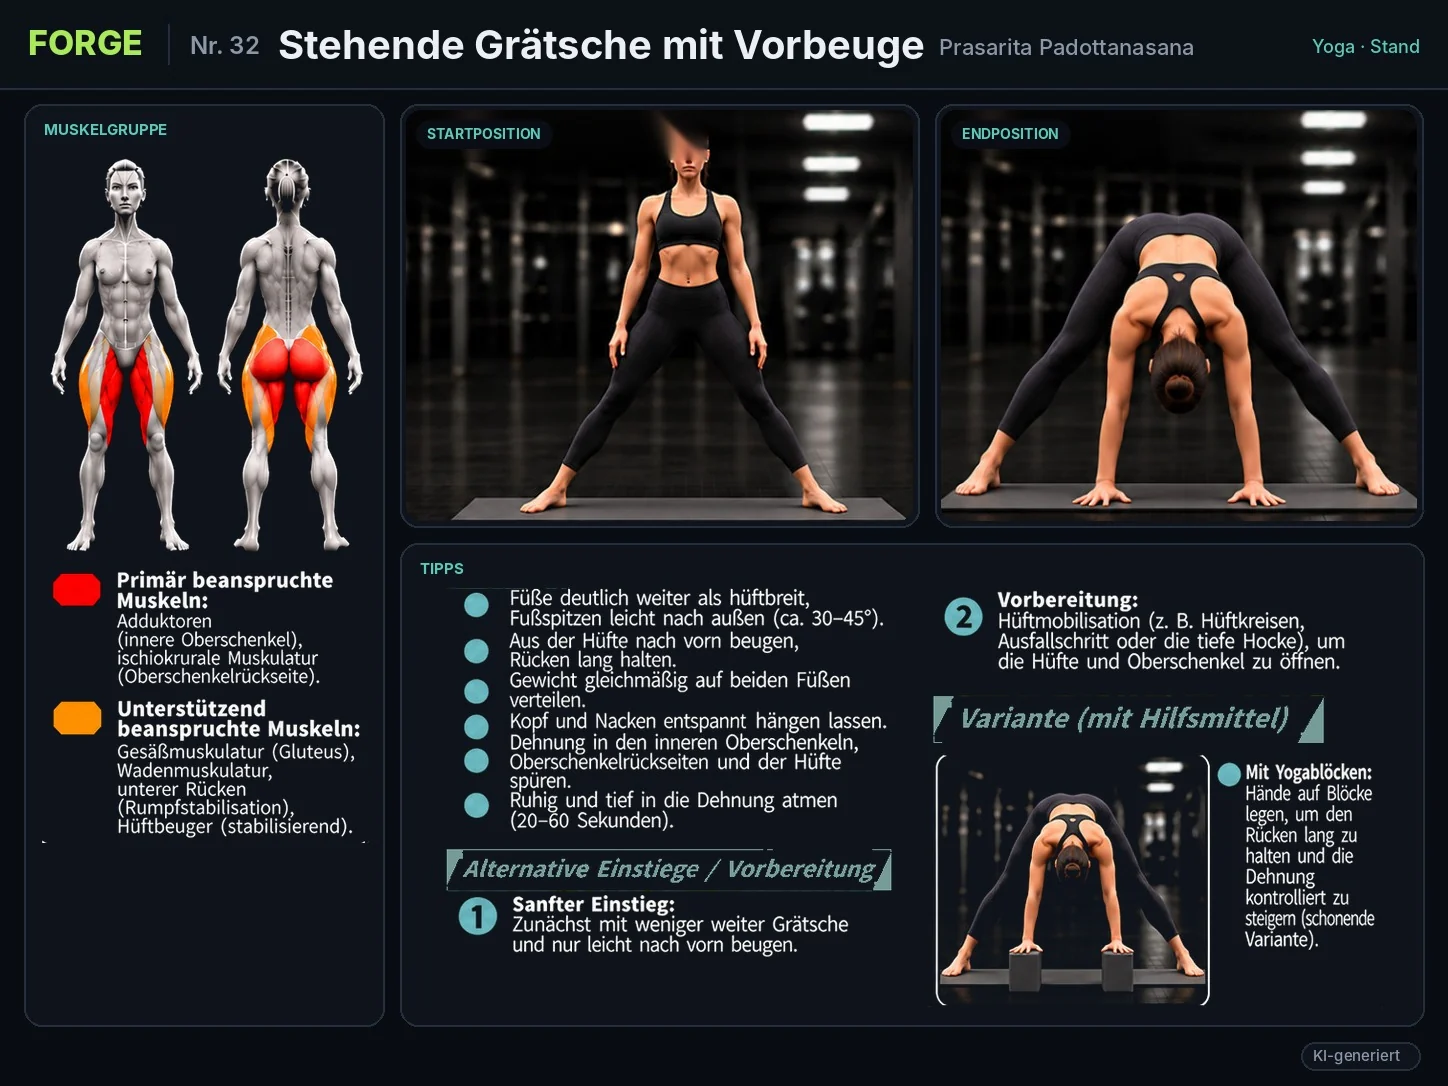 FORGE
Nr. 32
Stehende Grätsche mit Vorbeuge
Prasarita Padottanasana
Yoga · Stand
MUSKELGRUPPE
Primär beanspruchte
Muskeln:
Adduktoren
(innere Oberschenkel),
ischiokrurale Muskulatur
(Oberschenkelrückseite).
Unterstützend
beanspruchte Muskeln:
Gesäßmuskulatur (Gluteus),
Wadenmuskulatur,
unterer Rücken
(Rumpfstabilisation),
Hüftbeuger (stabilisierend).
STARTPOSITION
ENDPOSITION
TIPPS
Füße deutlich weiter als hüftbreit,
Fußspitzen leicht nach außen (ca. 30–45°).
Aus der Hüfte nach vorn beugen,
Rücken lang halten.
Gewicht gleichmäßig auf beiden Füßen
verteilen.
Kopf und Nacken entspannt hängen lassen.
Dehnung in den inneren Oberschenkeln,
Oberschenkelrückseiten und der Hüfte
spüren.
Ruhig und tief in die Dehnung atmen
(20–60 Sekunden).
Alternative Einstiege / Vorbereitung
1 Sanfter Einstieg:
Zunächst mit weniger weiter Grätsche
und nur leicht nach vorn beugen.
2 Vorbereitung:
Hüftmobilisation (z. B. Hüftkreisen,
Ausfallschritt oder die tiefe Hocke), um
die Hüfte und Oberschenkel zu öffnen.
Variante (mit Hilfsmittel)
Mit Yogablöcken:
Hände auf Blöcke
legen, um den
Rücken lang zu
halten und die
Dehnung
kontrolliert zu
steigern (schonende
Variante).
KI-generiert